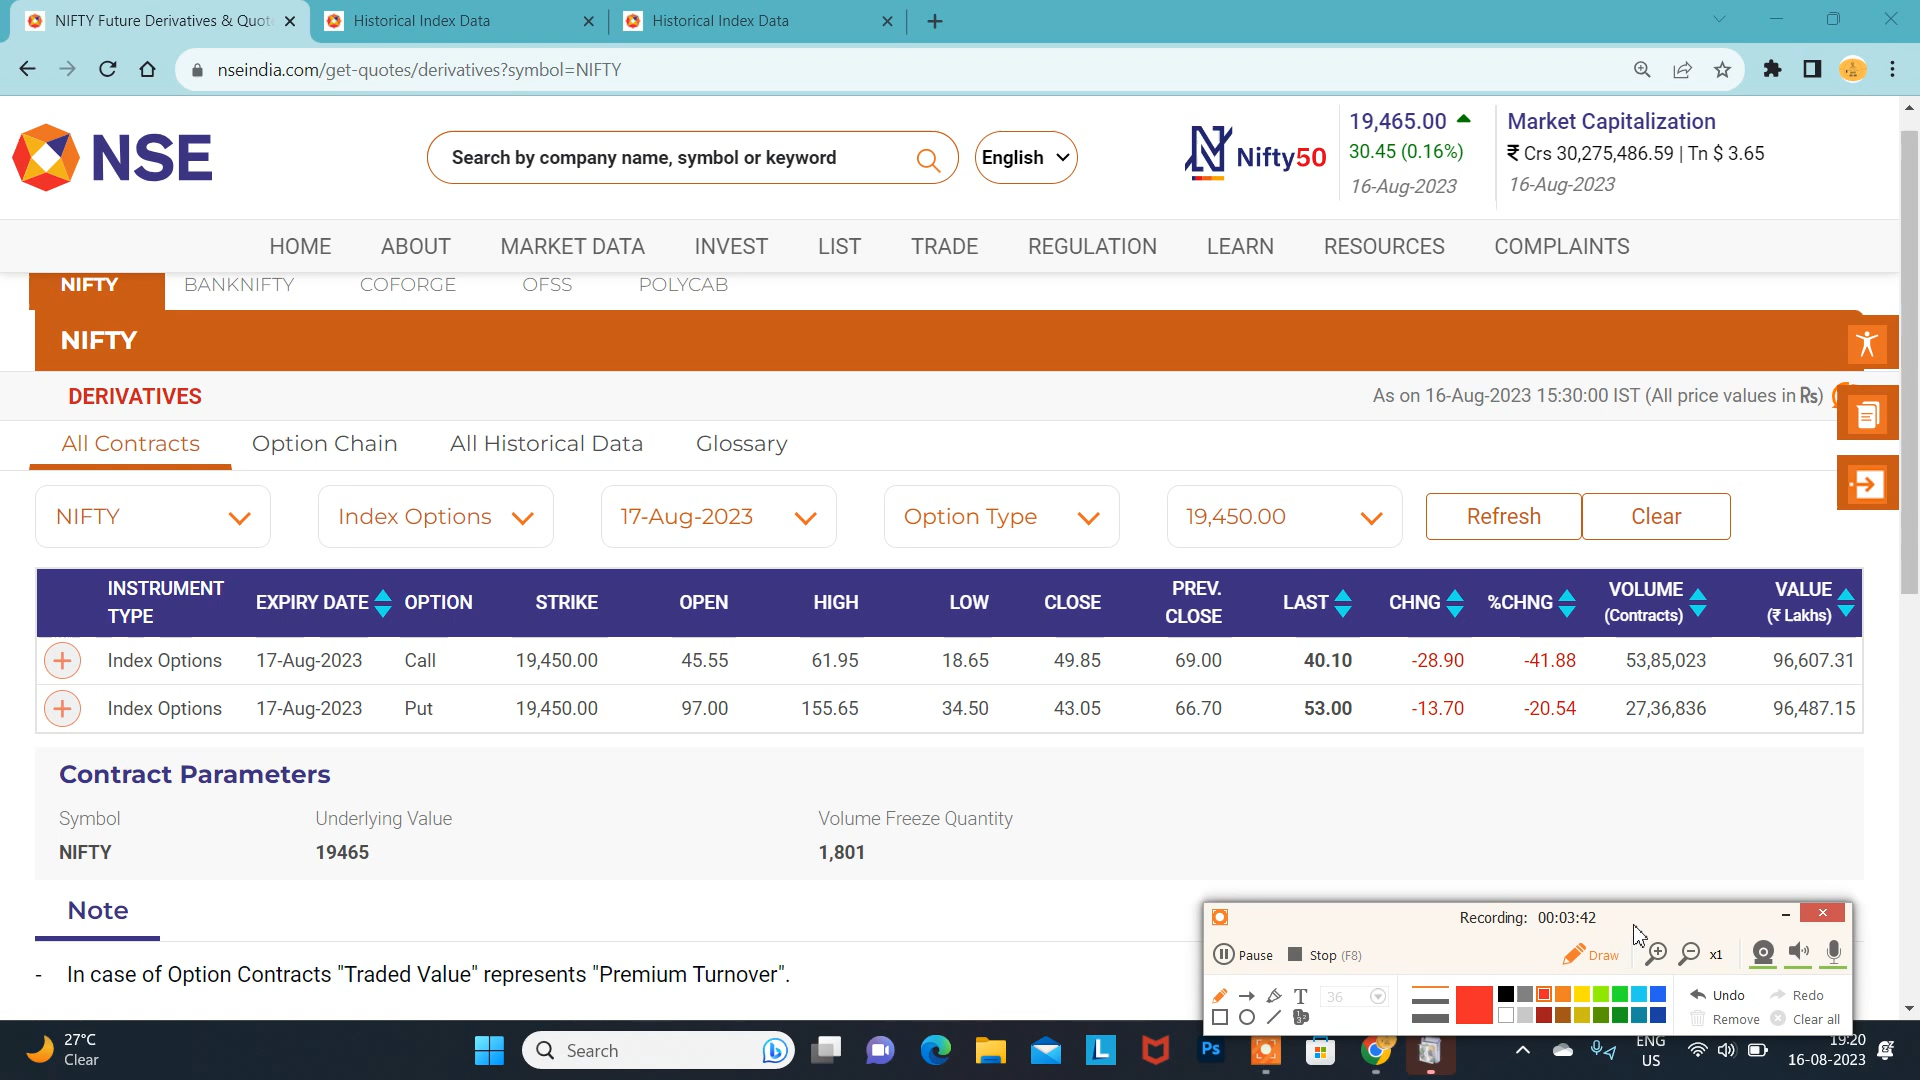 NIFTY Future Derivatives & Quot
Historical Index Data
Historical Index Data
nseindia.com/get-quotes/derivatives?symbol=NIFTY
NSE
Search by company name, symbol or keyword
English
Nifty50
19,465.00
30.45 (0.16%)
16-Aug-2023
Market Capitalization
₹ Crs 30,275,486.59 | Tn $ 3.65
16-Aug-2023
HOME ABOUT MARKET DATA INVEST LIST TRADE REGULATION LEARN RESOURCES COMPLAINTS
NIFTY BANKNIFTY COFORGE OFSS POLYCAB
NIFTY
DERIVATIVES
As on 16-Aug-2023 15:30:00 IST (All price values in ₨)
All Contracts Option Chain All Historical Data Glossary
NIFTY Index Options 17-Aug-2023 Option Type 19,450.00 Refresh Clear
INSTRUMENT TYPE EXPIRY DATE OPTION STRIKE OPEN HIGH LOW CLOSE PREV. CLOSE LAST CHNG %CHNG VOLUME (Contracts) VALUE (₹ Lakhs)
Index Options 17-Aug-2023 Call 19,450.00 45.55 61.95 18.65 49.85 69.00 40.10 -28.90 -41.88 53,85,023 96,607.31
Index Options 17-Aug-2023 Put 19,450.00 97.00 155.65 34.50 43.05 66.70 53.00 -13.70 -20.54 27,36,836 96,487.15
Contract Parameters
Symbol Underlying Value Volume Freeze Quantity
NIFTY 19465 1,801
Note
- In case of Option Contracts "Traded Value" represents "Premium Turnover".
Recording: 00:03:42
Pause Stop (F8) Draw x1
T 36 Undo Redo
Remove Clear all
27°C
Clear
Search
L
Ps
ENG
US
19:20
16-08-2023